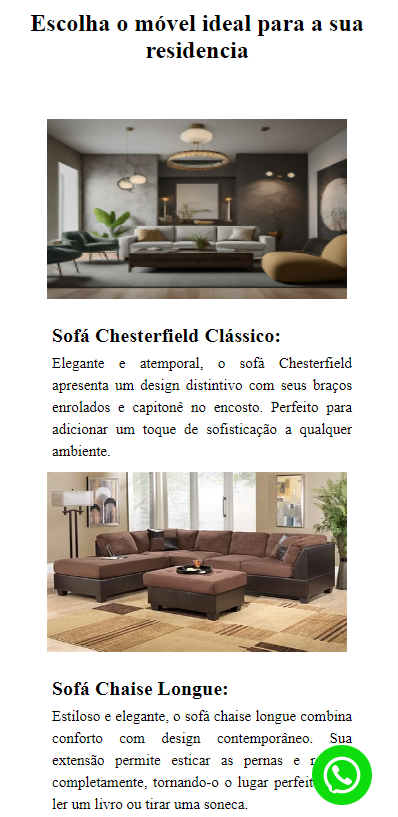 Escolha o móvel ideal para a sua
residencia
Sofá Chesterfield Clássico:
Elegante e atemporal, o sofá Chesterfield
apresenta um design distintivo com seus braços
enrolados e capitonê no encosto. Perfeito para
adicionar um toque de sofisticação a qualquer
ambiente.
Sofá Chaise Longue:
Estiloso e elegante, o sofá chaise longue combina
conforto com design contemporâneo. Sua
extensão permite esticar as pernas e
completamente, tornando-o o lugar
ler um livro ou tirar uma soneca.